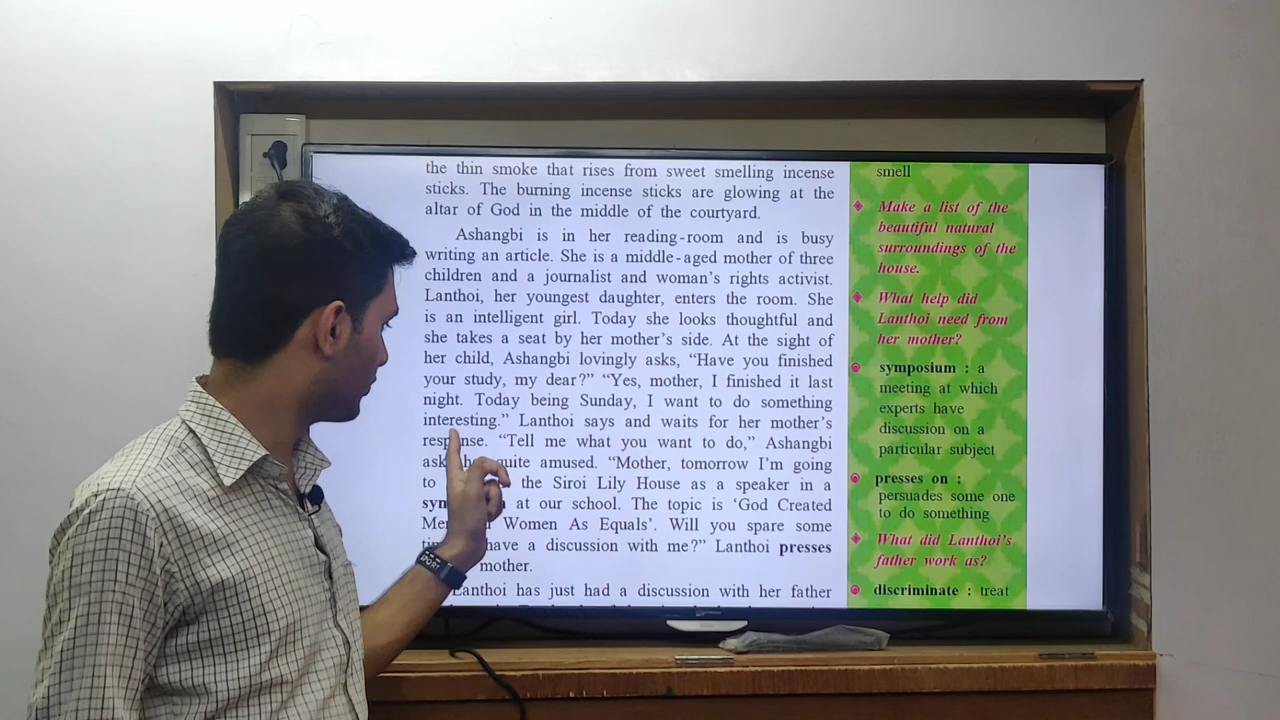 the thin smoke that rises from sweet smelling incense
sticks. The burning incense sticks are glowing at the
altar of God in the middle of the courtyard.
Ashangbi is in her reading-room and is busy
writing an article. She is a middle-aged mother of three
children and a journalist and woman's rights activist.
Lanthoi, her youngest daughter, enters the room. She
is an intelligent girl. Today she looks thoughtful and
she takes a seat by her mother's side. At the sight of
her child, Ashangbi lovingly asks, “Have you finished
your study, my dear?” “Yes, mother, I finished it last
night. Today being Sunday, I want to do something
interesting.” Lanthoi says and waits for her mother's
response. “Tell me what you want to do,” Ashangbi
quite amused. “Mother, tomorrow I'm going
to the Siroi Lily House as a speaker in a
at our school. The topic is ‘God Created
Women As Equals’. Will you spare some
have a discussion with me?” Lanthoi presses
mother.
Lanthoi has just had a discussion with her father
smell
Make a list of the
beautiful natural
surroundings of the
house.
What help did
Lanthoi need from
her mother?
symposium : a
meeting at which
experts have
discussion on a
particular subject
presses on :
persuades some one
to do something
What did Lanthoi's
father work as?
discriminate : treat
SPORT